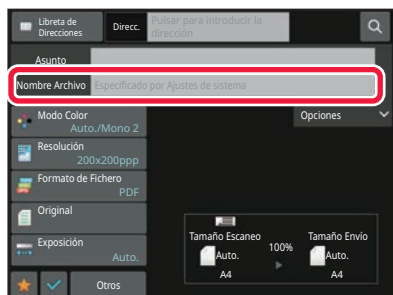 Libreta de
Direcciones
Direcc.
Pulsar para introducir la
dirección
Asunto
Nombre Archivo
Especificado por Ajustes de sistema
Modo Color
Auto./Mono 2
Opciones
Resolución
200x200ppp
Formato de Fichero
PDF
Original
Exposición
Auto.
Tamaño Escaneo
100%
Tamaño Envío
Auto.
Auto.
A4
A4
Otros